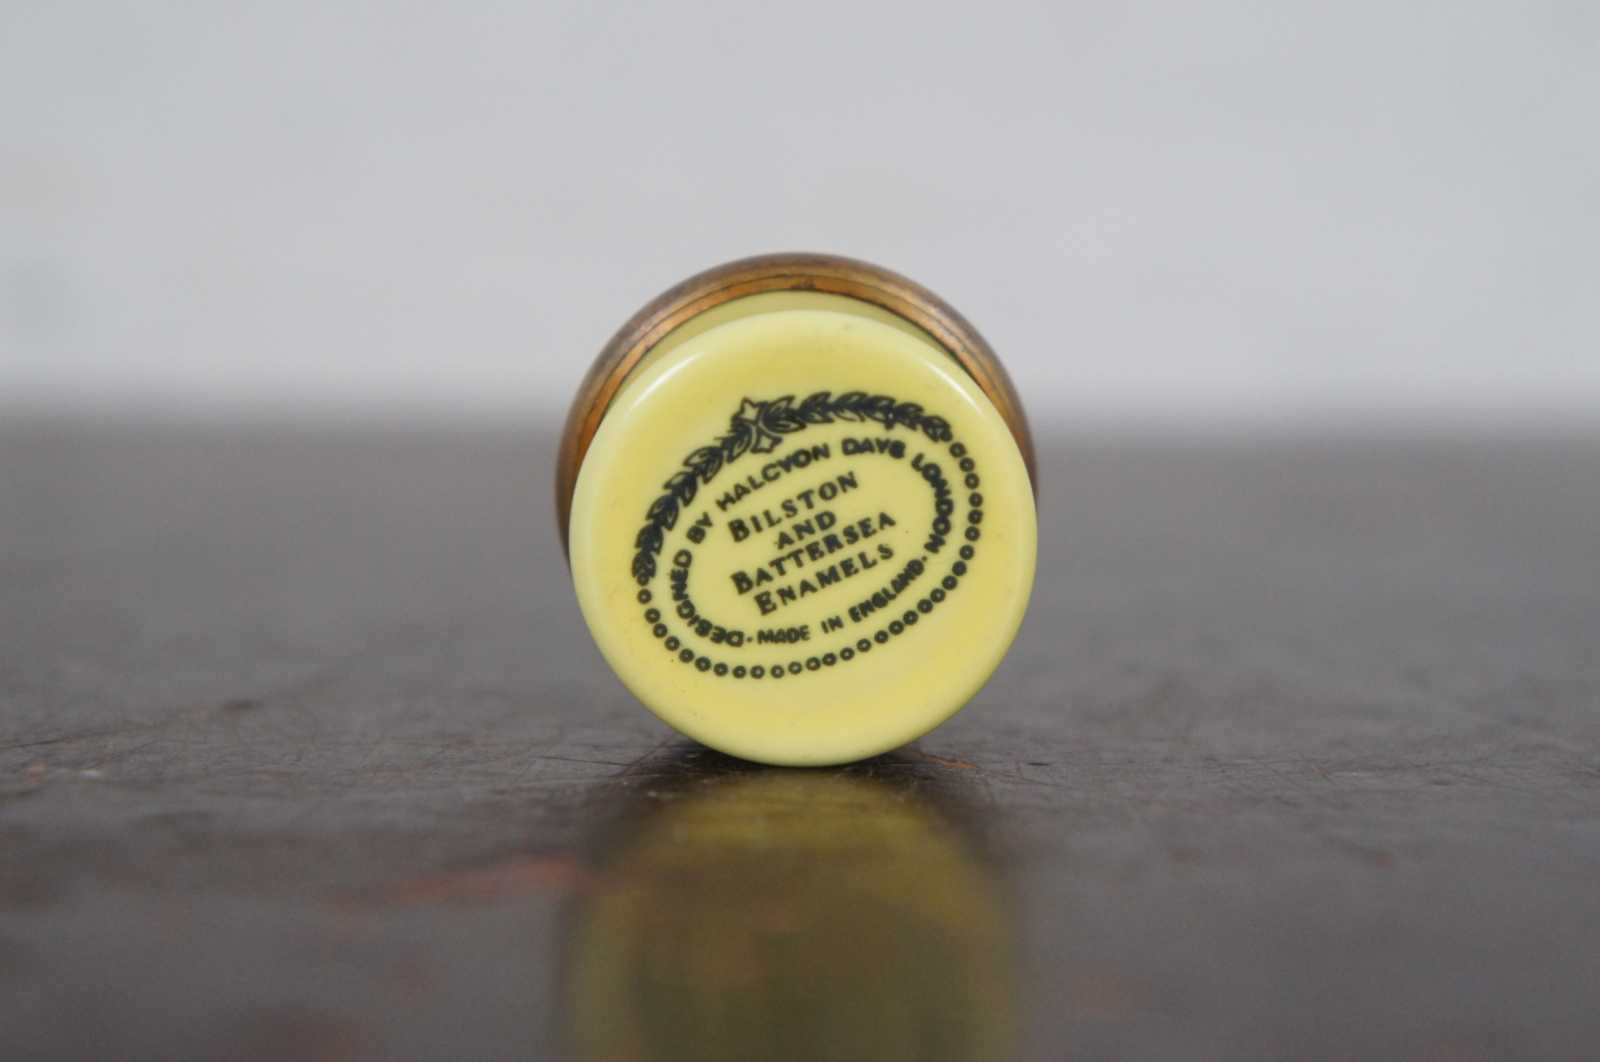 DESIGNED BY HALCYON DAYS LONDON
BILSTON
AND
BATTERSEA
ENAMELS
· MADE IN ENGLAND ·